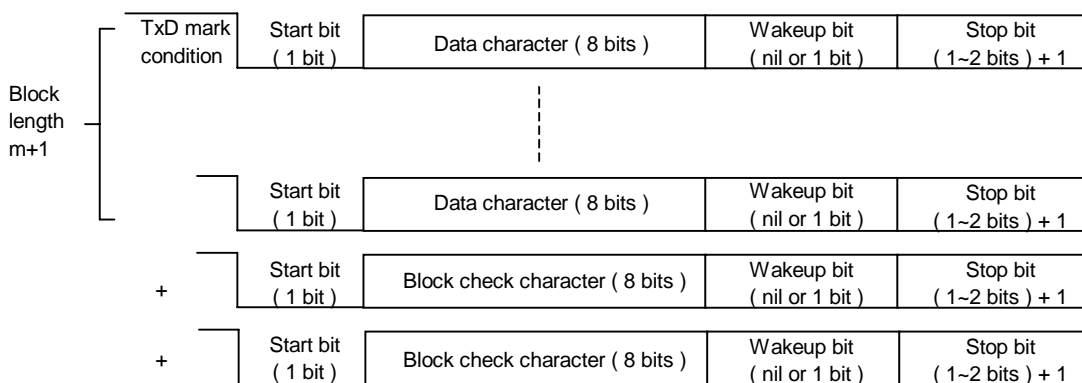 TxD mark condition
Start bit ( 1 bit )
Data character ( 8 bits )
Wakeup bit ( nil or 1 bit )
Stop bit ( 1~2 bits ) + 1
Block length m+1
Start bit ( 1 bit )
Data character ( 8 bits )
Wakeup bit ( nil or 1 bit )
Stop bit ( 1~2 bits ) + 1
+
Start bit ( 1 bit )
Block check character ( 8 bits )
Wakeup bit ( nil or 1 bit )
Stop bit ( 1~2 bits ) + 1
+
Start bit ( 1 bit )
Block check character ( 8 bits )
Wakeup bit ( nil or 1 bit )
Stop bit ( 1~2 bits ) + 1